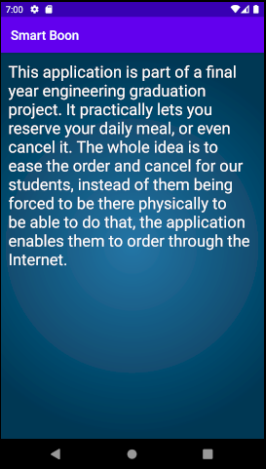 7:00
Smart Boon
This application is part of a final
year engineering graduation
project. It practically lets you
reserve your daily meal, or even
cancel it. The whole idea is to
ease the order and cancel for our
students, instead of them being
forced to be there physically to
be able to do that, the application
enables them to order through the
Internet.